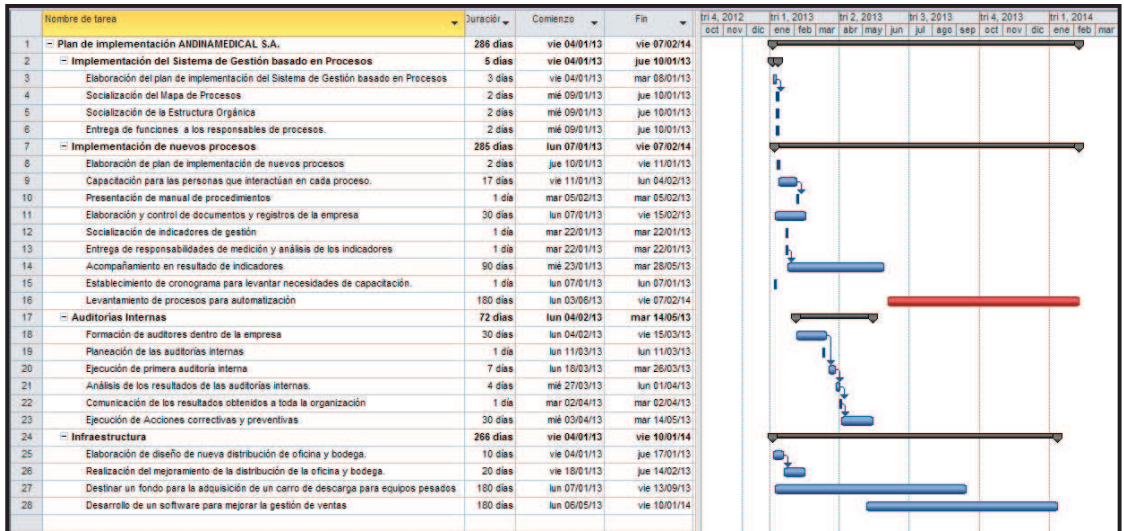 Nombre de tarea Duración Comienzo Fin tri 4, 2012 tri 1, 2013 tri 2, 2013 tri 3, 2013 tri 4, 2013 tri 1, 2014
oct nov dic ene feb mar abr may jun jul ago sep oct nov dic ene feb mar
1 Plan de implementación ANDINAMEDICAL S.A. 286 días vie 04/01/13 vie 07/02/14
2 Implementación del Sistema de Gestión basado en Procesos 5 días vie 04/01/13 jue 10/01/13
3 Elaboración del plan de implementación del Sistema de Gestión basado en Procesos 3 días vie 04/01/13 mar 08/01/13
4 Socialización del Mapa de Procesos 2 días mié 09/01/13 jue 10/01/13
5 Socialización de la Estructura Orgánica 2 días mié 09/01/13 jue 10/01/13
6 Entrega de funciones a los responsables de procesos. 2 días mié 09/01/13 jue 10/01/13
7 Implementación de nuevos procesos 285 días lun 07/01/13 vie 07/02/14
8 Elaboración de plan de implementación de nuevos procesos 2 días jue 10/01/13 vie 11/01/13
9 Capacitación para las personas que interactúan en cada proceso. 17 días vie 11/01/13 lun 04/02/13
10 Presentación de manual de procedimientos 1 día mar 05/02/13 mar 05/02/13
11 Elaboración y control de documentos y registros de la empresa 30 días lun 07/01/13 vie 15/02/13
12 Socialización de indicadores de gestión 1 día mar 22/01/13 mar 22/01/13
13 Entrega de responsabilidades de medición y análisis de los indicadores 1 día mar 22/01/13 mar 22/01/13
14 Acompañamiento en resultado de indicadores 90 días mié 23/01/13 mar 28/05/13
15 Establecimiento de cronograma para levantar necesidades de capacitación. 1 día lun 07/01/13 lun 07/01/13
16 Levantamiento de procesos para automatización 180 días lun 03/06/13 vie 07/02/14
17 Auditorías Internas 72 días lun 04/02/13 mar 14/05/13
18 Formación de auditores dentro de la empresa 30 días lun 04/02/13 vie 15/03/13
19 Planeación de las auditorías internas 1 día lun 11/03/13 lun 11/03/13
20 Ejecución de primera auditoría interna 7 días lun 18/03/13 mar 26/03/13
21 Análisis de los resultados de las auditorías internas. 4 días mié 27/03/13 lun 01/04/13
22 Comunicación de los resultados obtenidos a toda la organización 1 día mar 02/04/13 mar 02/04/13
23 Ejecución de Acciones correctivas y preventivas 30 días mié 03/04/13 mar 14/05/13
24 Infraestructura 266 días vie 04/01/13 vie 10/01/14
25 Elaboración de diseño de nueva distribución de oficina y bodega. 10 días vie 04/01/13 jue 17/01/13
26 Realización del mejoramiento de la distribución de la oficina y bodega. 20 días vie 18/01/13 jue 14/02/13
27 Destinar un fondo para la adquisición de un carro de descarga para equipos pesados 180 días lun 07/01/13 vie 13/09/13
28 Desarrollo de un software para mejorar la gestión de ventas 180 días lun 06/05/13 vie 10/01/14